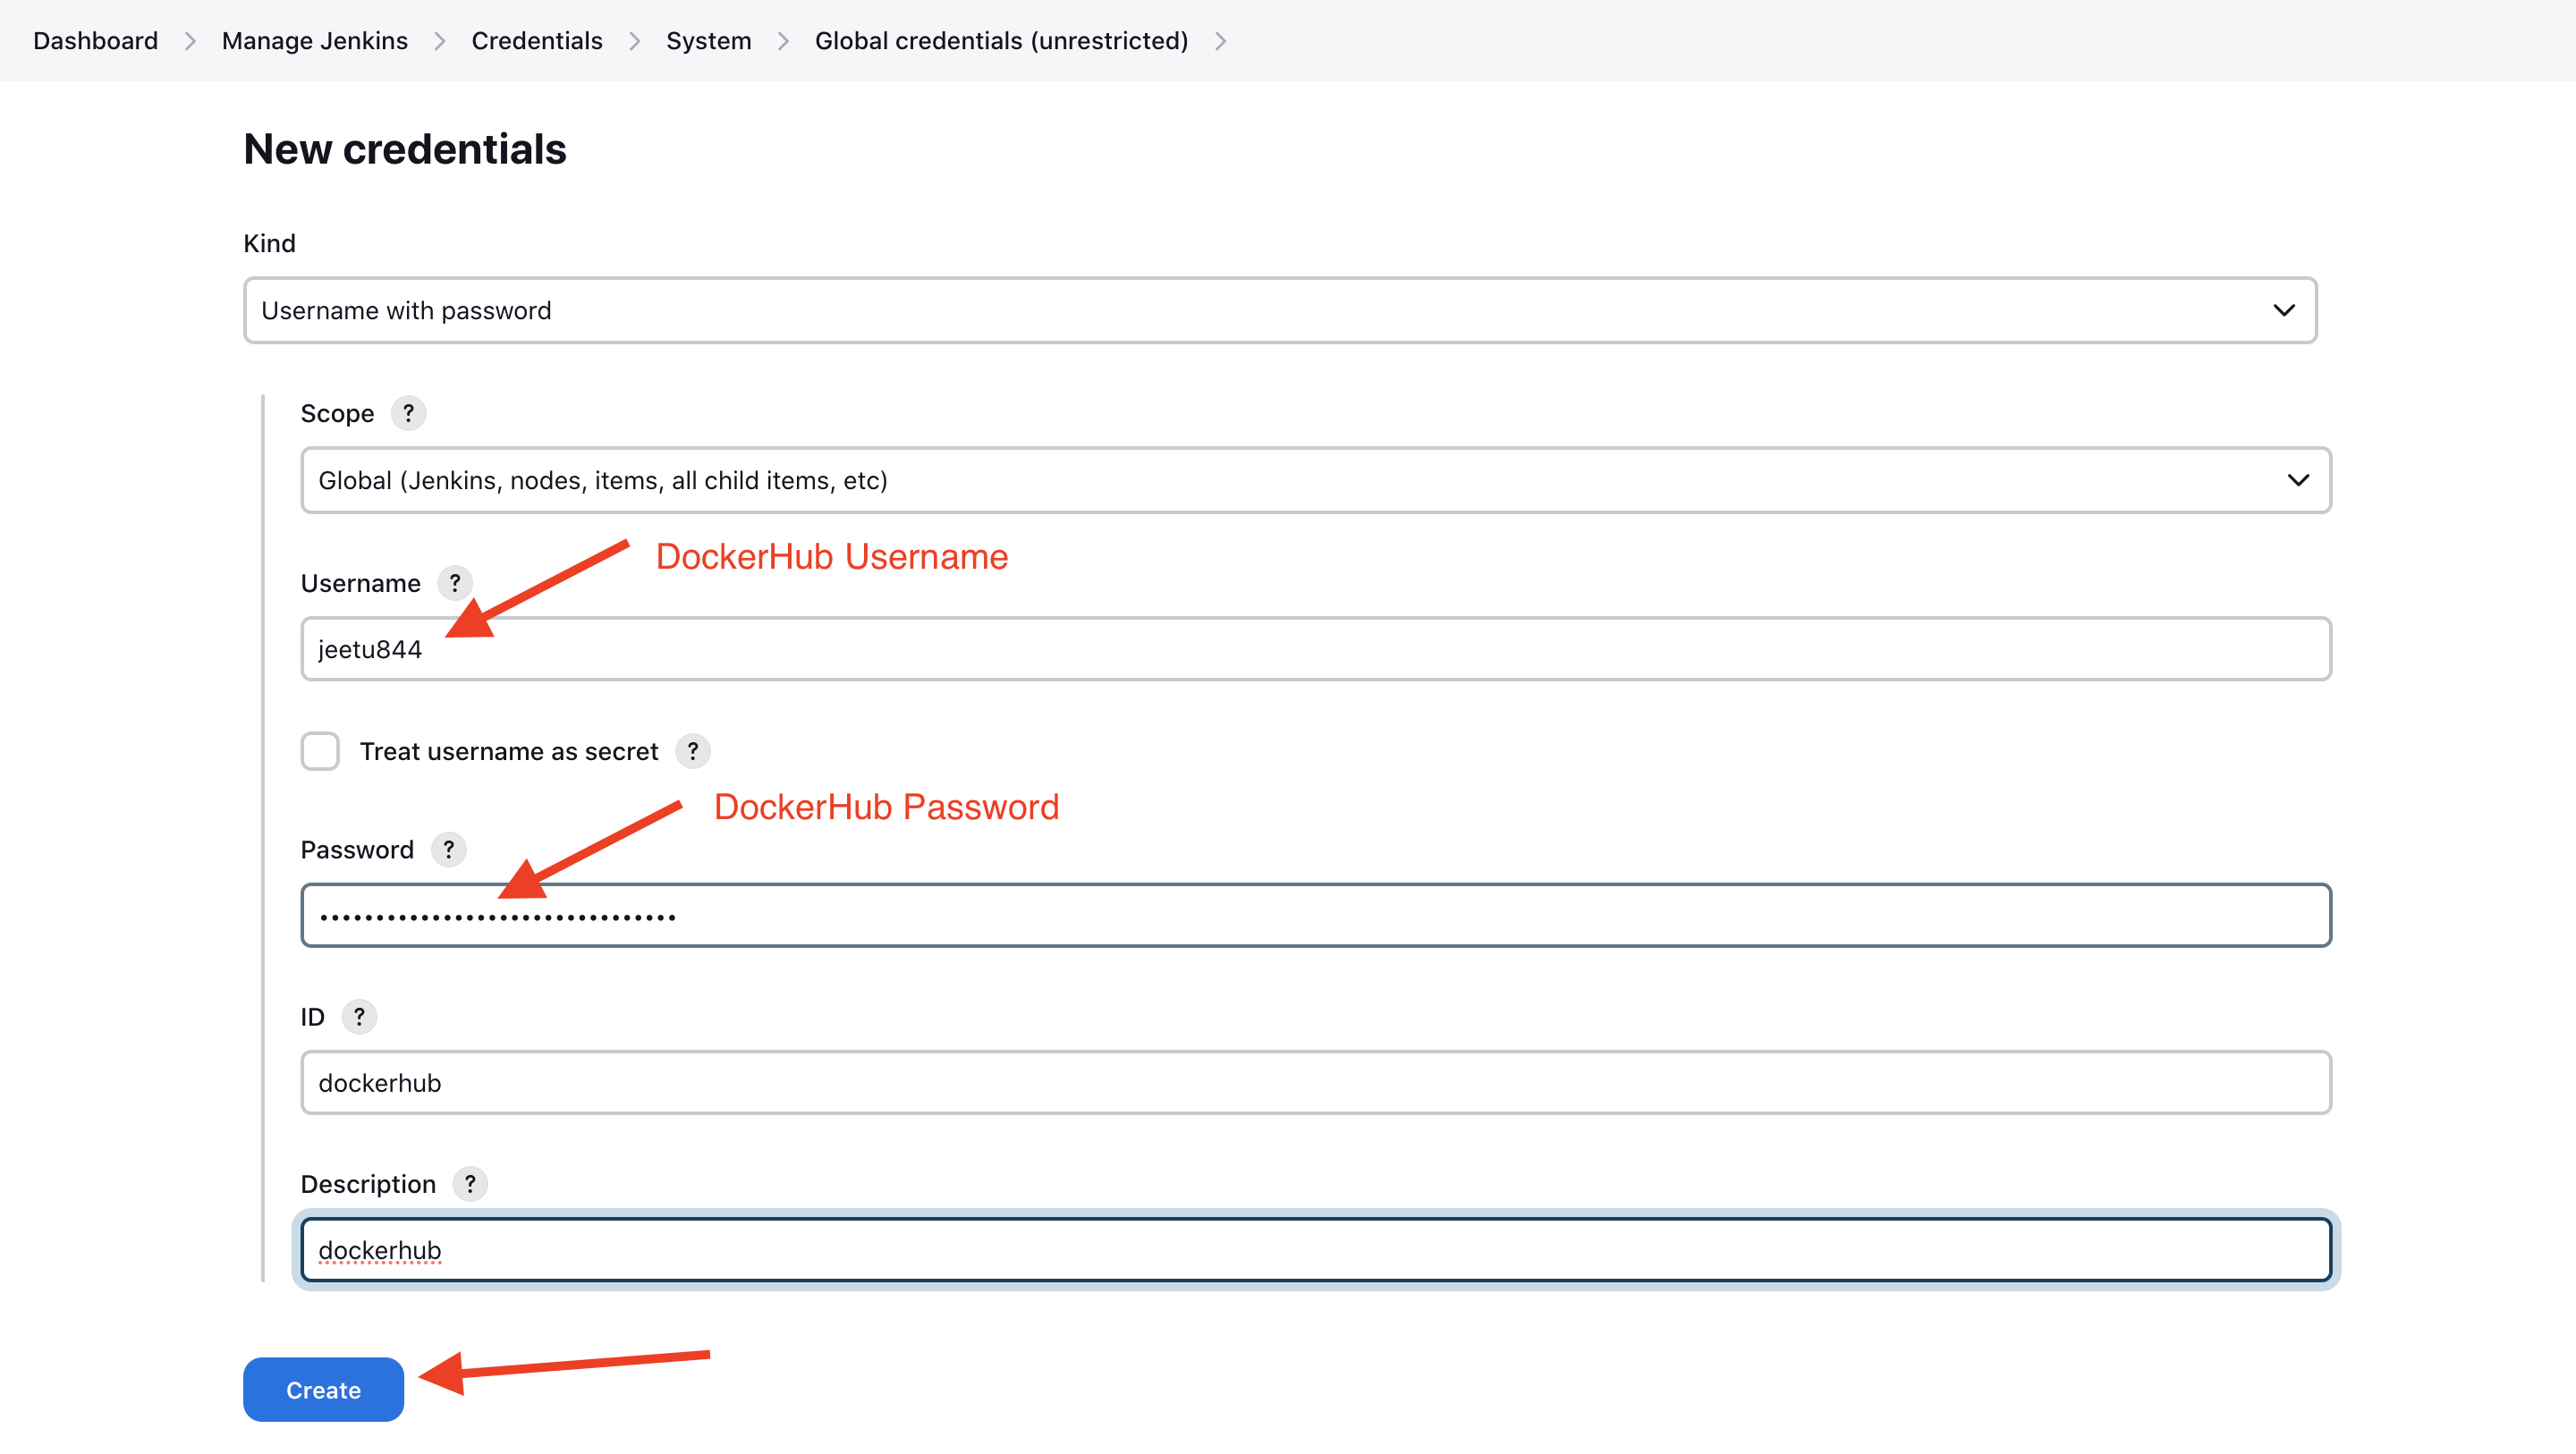 Dashboard > Manage Jenkins > Credentials > System > Global credentials (unrestricted) >
New credentials
Kind
Username with password
Scope ?
Global (Jenkins, nodes, items, all child items, etc)
DockerHub Username
Username ?
jeetu844
Treat username as secret ?
DockerHub Password
Password ?
••••••••••••••••••••••••••••••••
ID ?
dockerhub
Description ?
dockerhub
Create